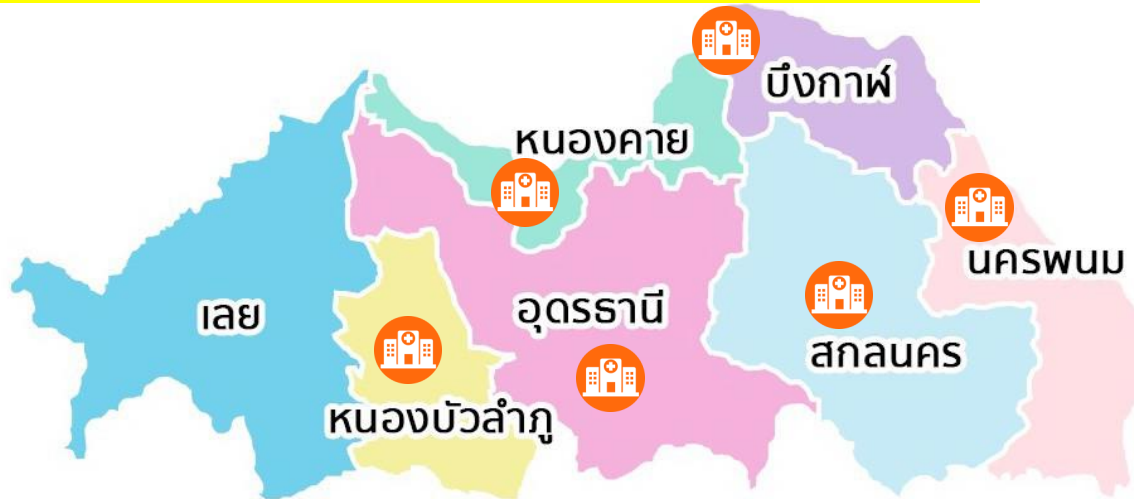 บึงกาฬ
หนองคาย
นครพนม
เลย
อุดรธานี
สกลนคร
หนองบัวลำภู